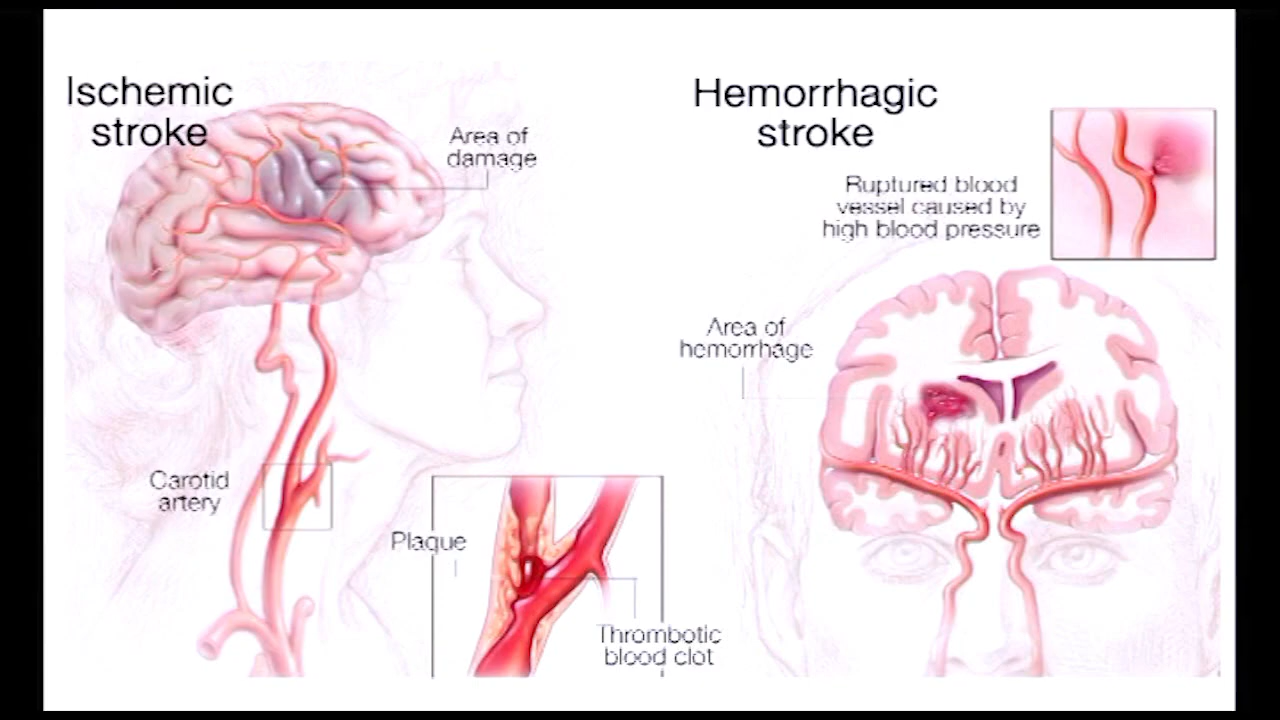 Ischemic
stroke
Area of
damage
Carotid
artery
Plaque
Thrombotic
blood clot
Hemorrhagic
stroke
Ruptured blood
vessel caused by
high blood pressure
Area of
hemorrhage